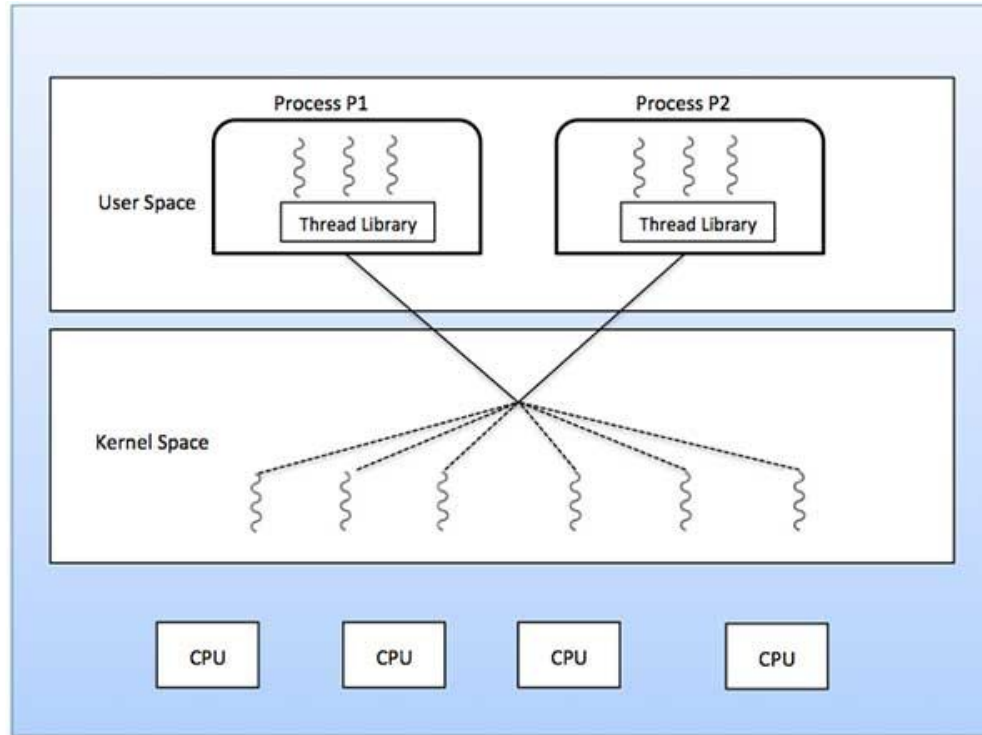 Process P1
Process P2
User Space
Thread Library
Thread Library
Kernel Space
CPU
CPU
CPU
CPU